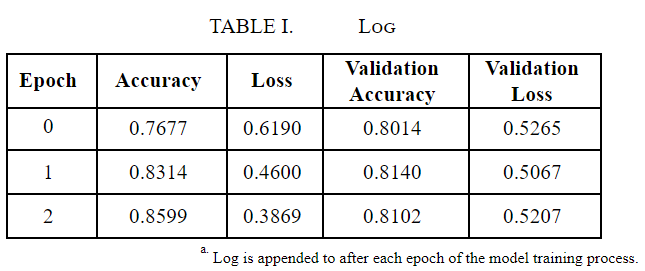 TABLE I. LOG
Epoch Accuracy Loss Validation Accuracy Validation Loss
0 0.7677 0.6190 0.8014 0.5265
1 0.8314 0.4600 0.8140 0.5067
2 0.8599 0.3869 0.8102 0.5207
a. Log is appended to after each epoch of the model training process.